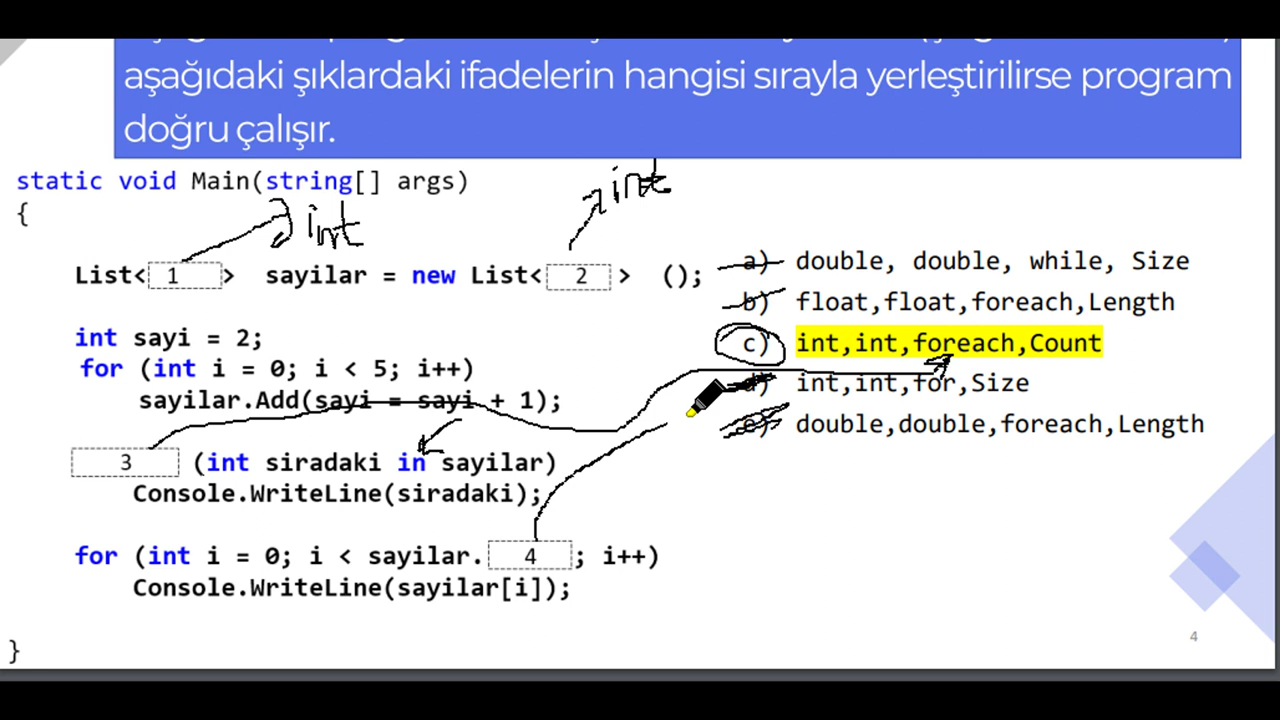 aşağıdaki şıklardaki ifadelerin hangisi sırayla yerleştirilirse program
doğru çalışır.
static void Main(string[] args)
{
int
int
List< 1 > sayilar = new List< 2 > ();
int sayi = 2;
for (int i = 0; i < 5; i++)
sayilar.Add(sayi = sayi + 1);
3 (int siradaki in sayilar)
Console.WriteLine(siradaki);
for (int i = 0; i < sayilar. 4 ; i++)
Console.WriteLine(sayilar[i]);
}
a) double, double, while, Size
b) float,float,foreach,Length
c) int,int,foreach,Count
d) int,int,for,Size
e) double,double,foreach,Length
4